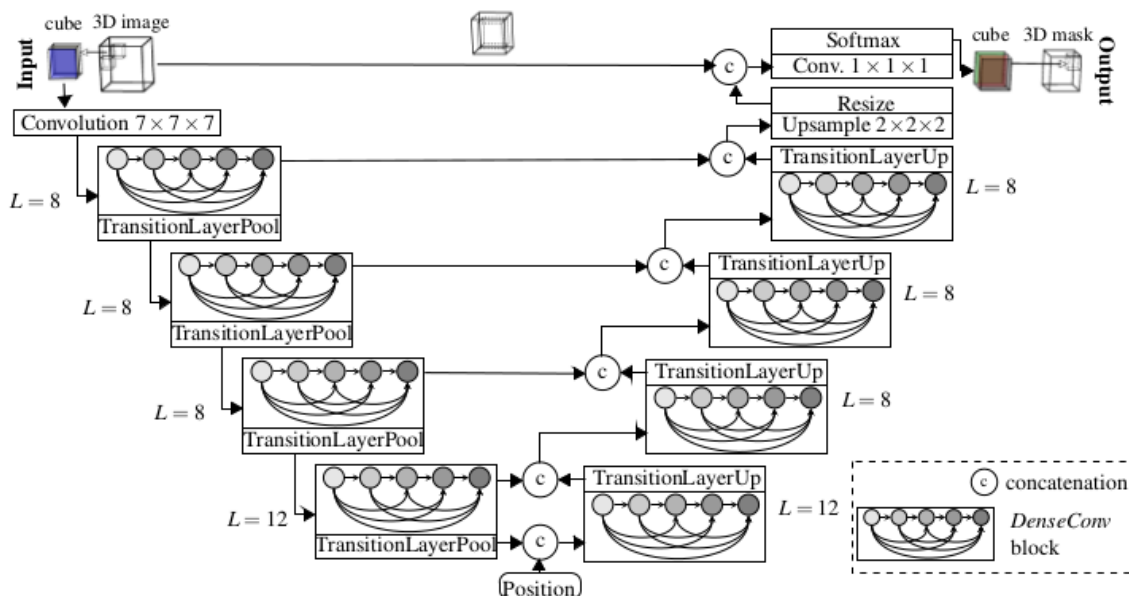 Input
cube
3D image
Convolution 7 × 7 × 7
L = 8
TransitionLayerPool
L = 8
TransitionLayerPool
L = 8
TransitionLayerPool
L = 12
TransitionLayerPool
c
Position
c
TransitionLayerUp
L = 12
c
TransitionLayerUp
L = 8
c
TransitionLayerUp
L = 8
c
TransitionLayerUp
L = 8
c
Resize
Upsample 2×2×2
Softmax
Conv. 1 × 1 × 1
cube
3D mask
Output
c concatenation
DenseConv
block